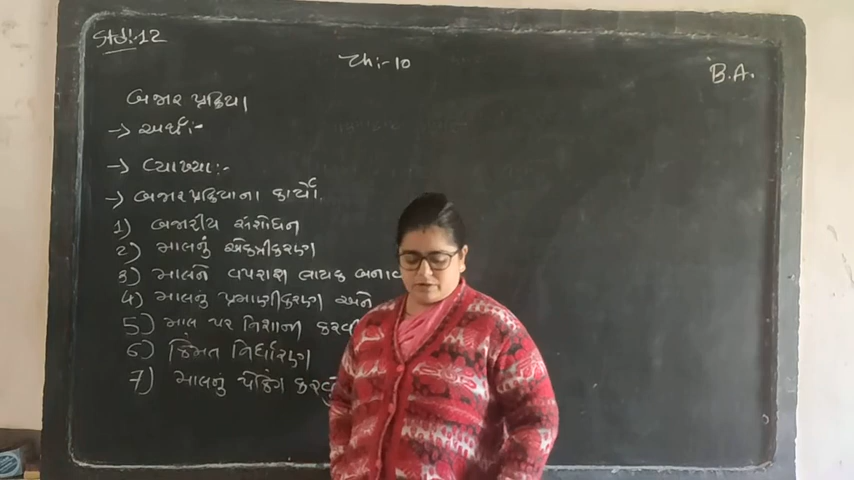 Std:-12
Ch:-10
B.A.
બજાર પ્રક્રિયા
→ અર્થ:-
→ વ્યાખ્યા:-
→ બજારપ્રક્રિયાના કાર્યો
1) બજારીય સંશોધન
2) માલનું એકત્રીકરણ
3) માલને વપરાશ લાયક
4) માલનુ પ્રમાણીકરણ અને
5) માલ પર નિશાની કરવી
6) કિંમત નિર્ધારણ
7) માલનું પેકિંગ કરવું